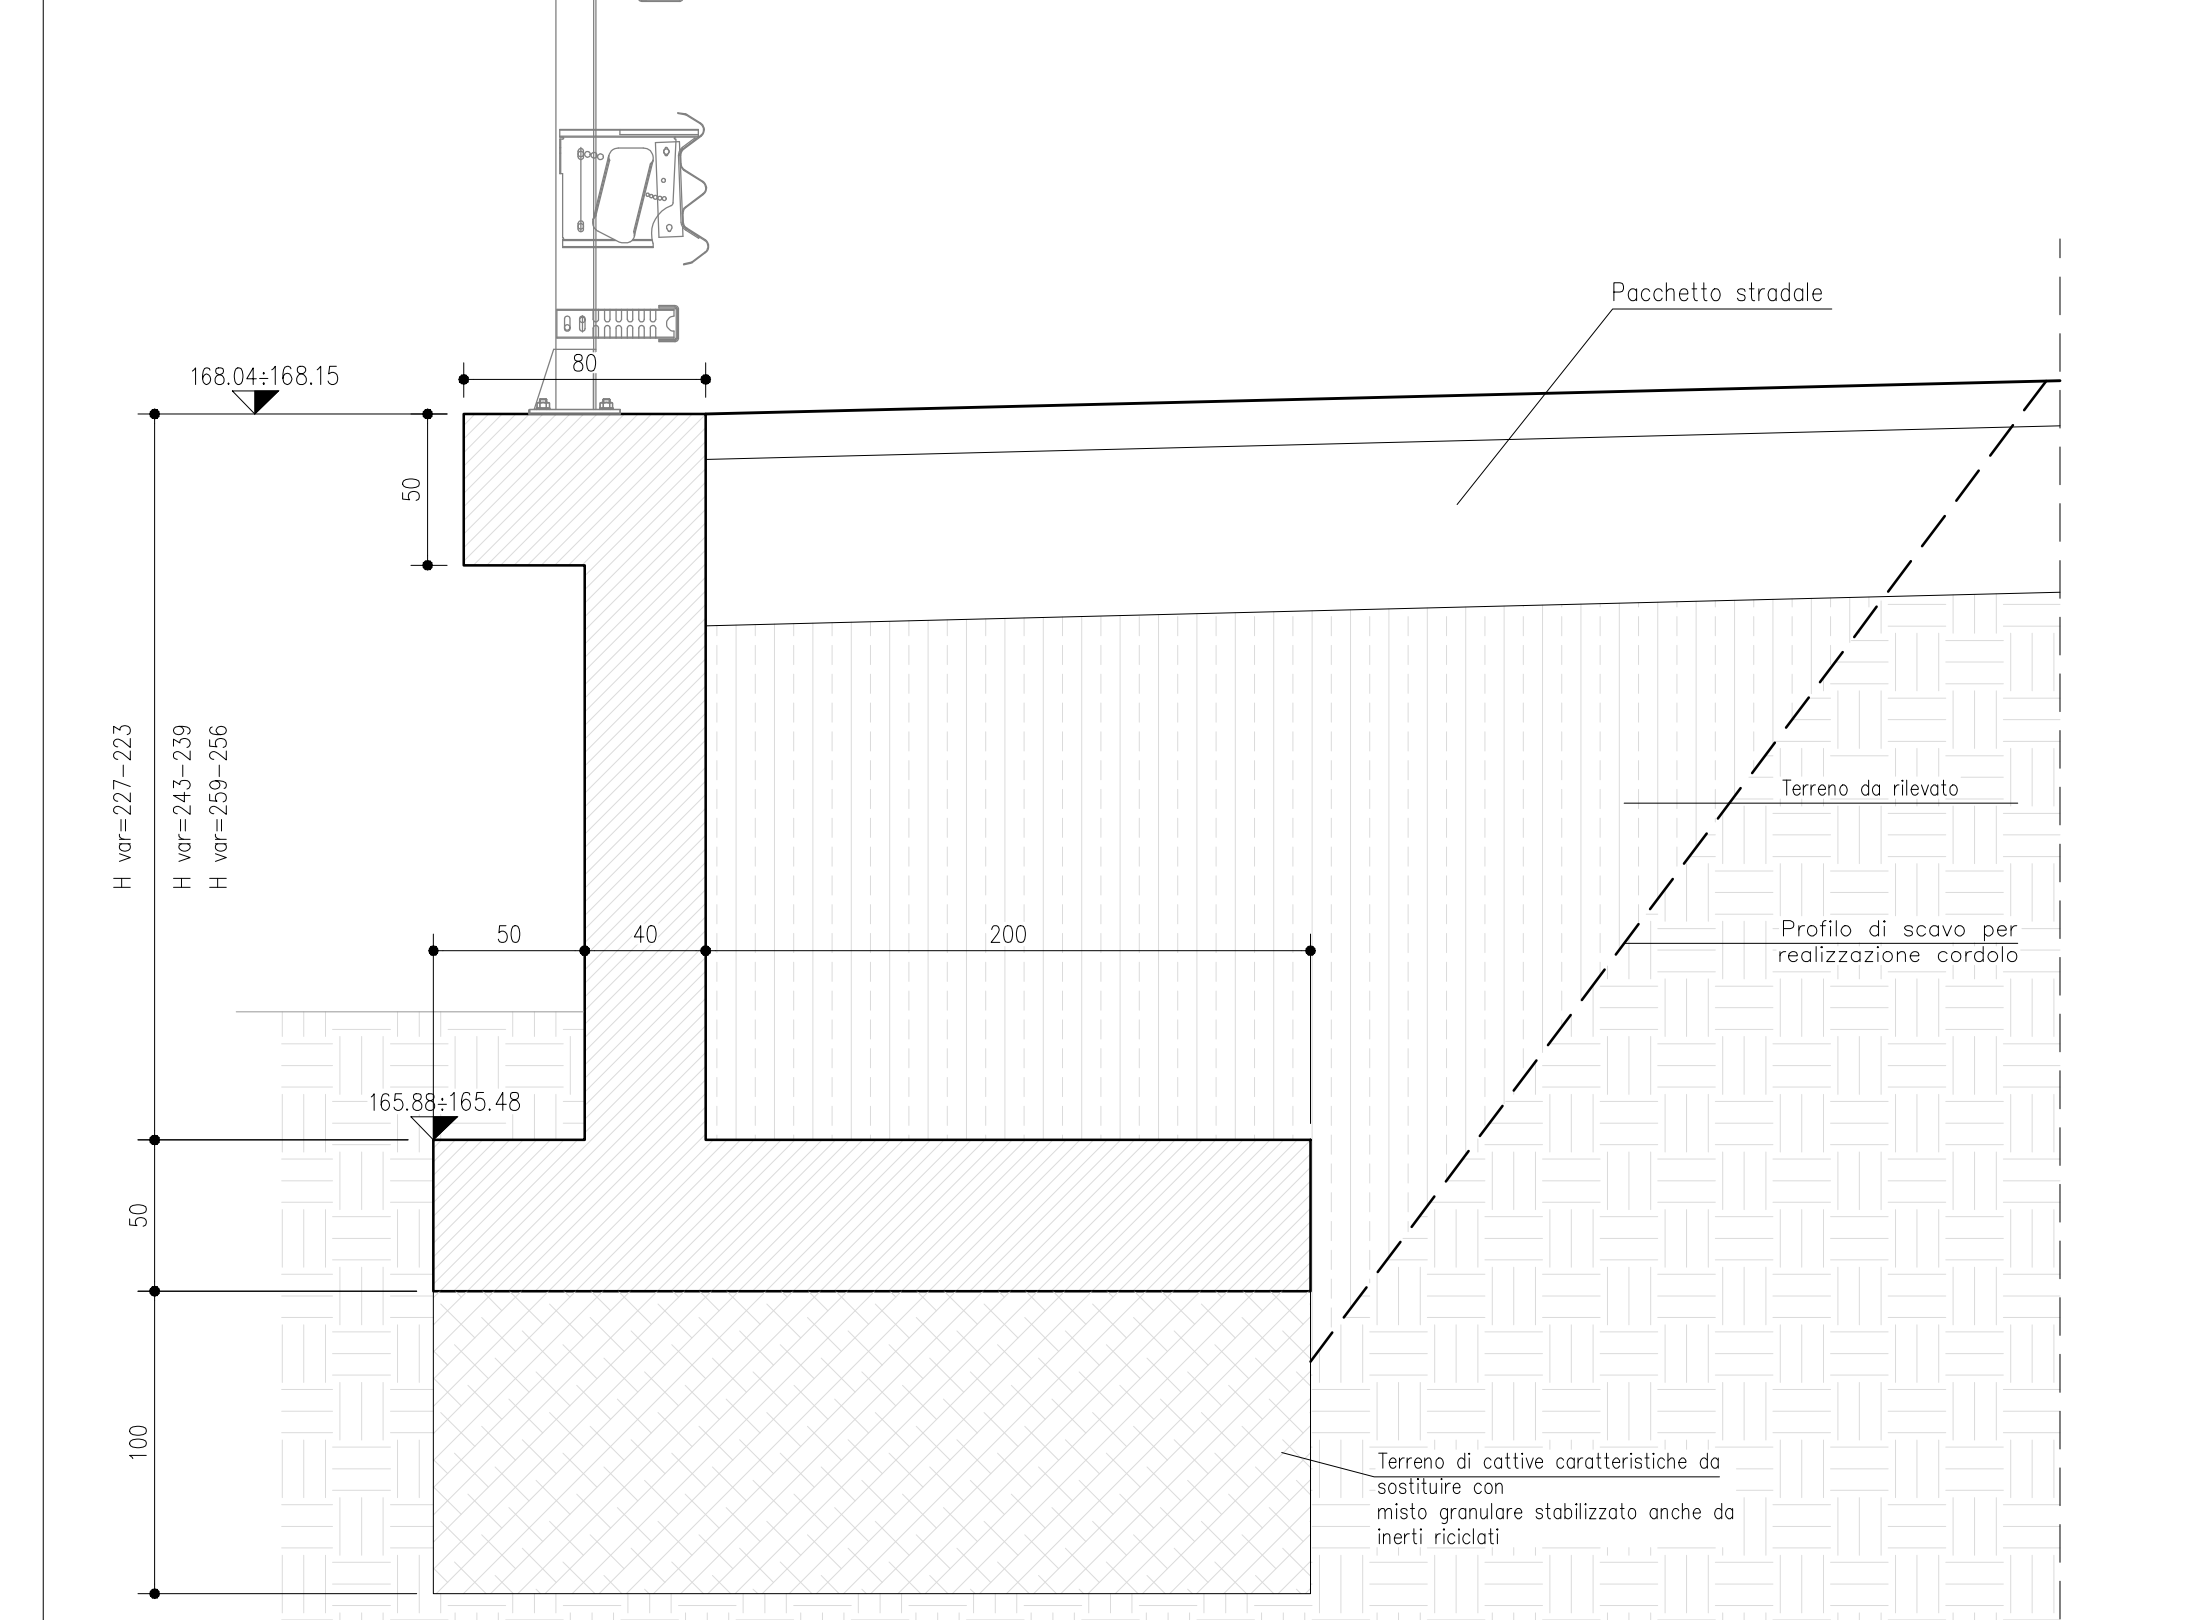 Pacchetto stradale
80
168.04÷168.15
50
H var=227-223
H var=243-239
H var=259-256
Terreno da rilevato
50
40
200
Profilo di scavo per
realizzazione cordolo
165.88÷165.48
50
100
Terreno di cattive caratteristiche da
sostituire con
misto granulare stabilizzato anche da
inerti riciclati